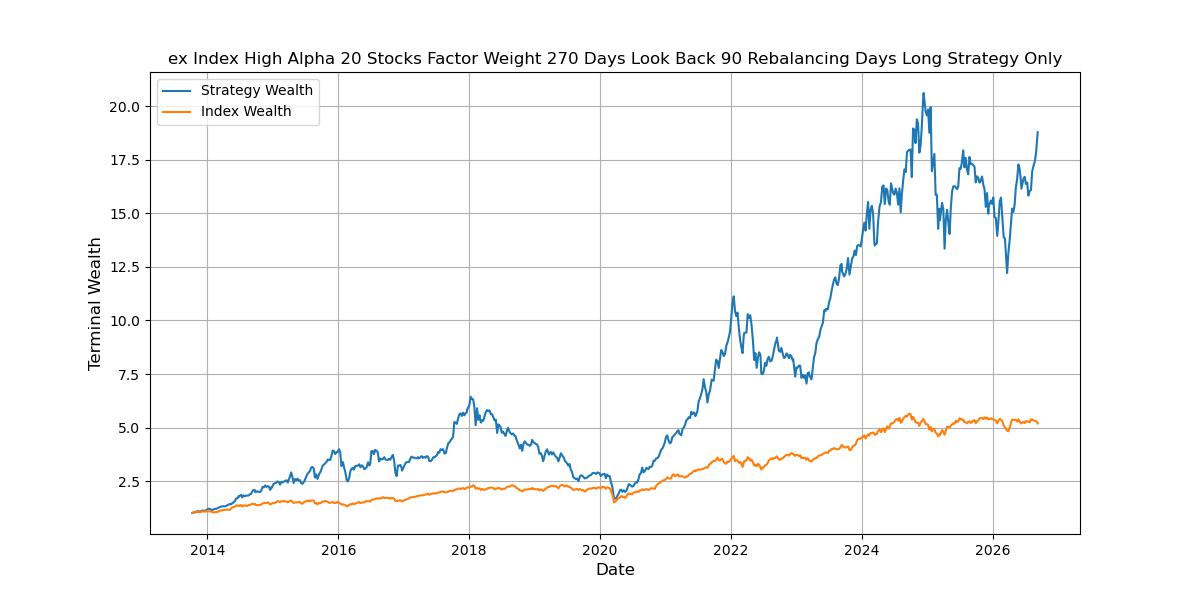 ex Index High Alpha 20 Stocks Factor Weight 270 Days Look Back 90 Rebalancing Days Long Strategy Only
Strategy Wealth
Index Wealth
Terminal Wealth
20.0
17.5
15.0
12.5
10.0
7.5
5.0
2.5
2014 2016 2018 2020 2022 2024 2026
Date